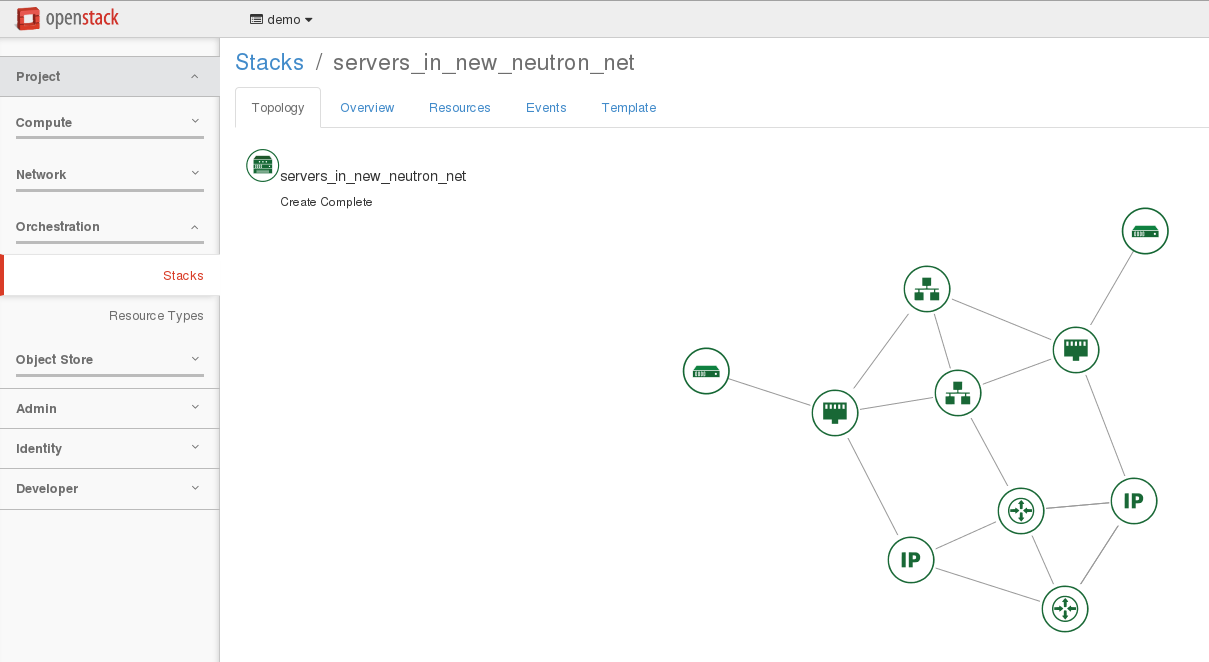 openstack
demo
Project
Compute
Network
Orchestration
Stacks
Resource Types
Object Store
Admin
Identity
Developer
Stacks / servers_in_new_neutron_net
Topology Overview Resources Events Template
servers_in_new_neutron_net
Create Complete
IP
IP